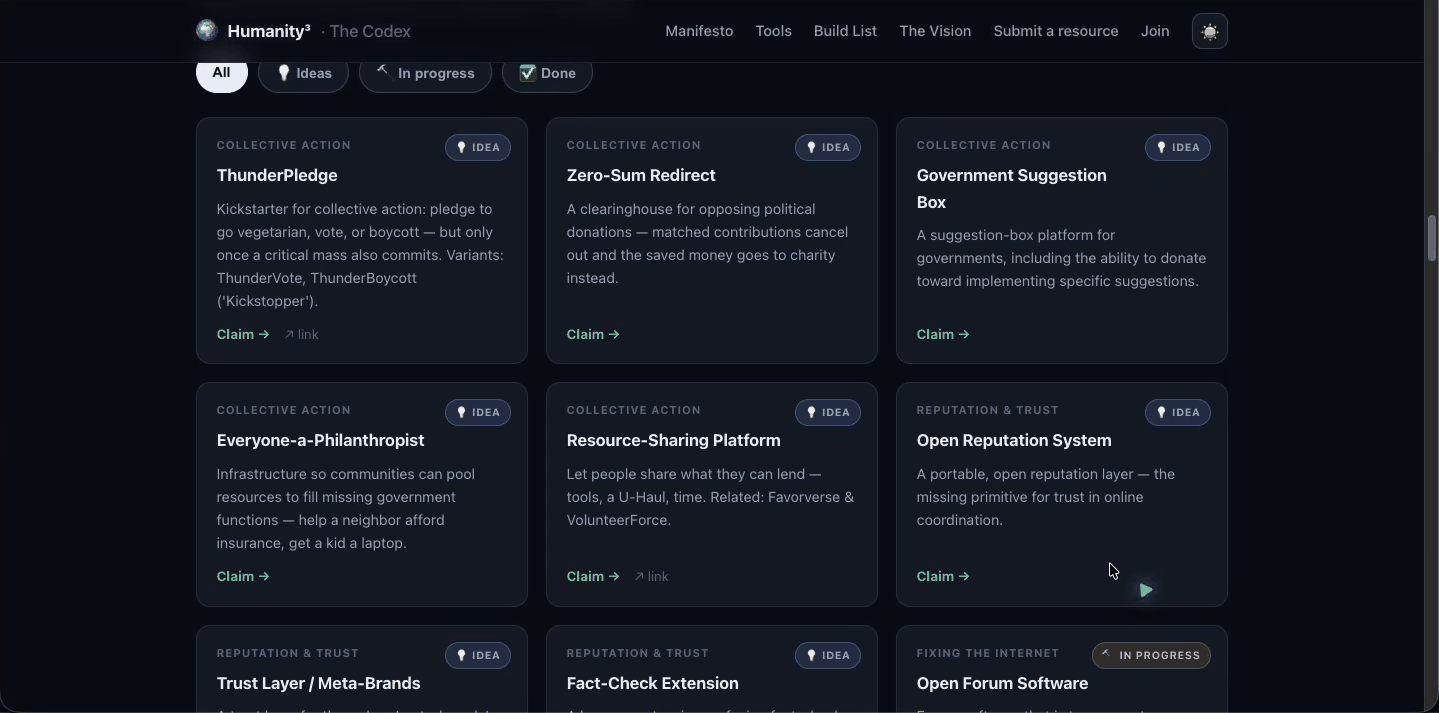 Humanity³ · The Codex
Manifesto Tools Build List The Vision Submit a resource Join
All Ideas In progress Done
COLLECTIVE ACTION
IDEA
ThunderPledge
Kickstarter for collective action: pledge to
go vegetarian, vote, or boycott — but only
once a critical mass also commits. Variants:
ThunderVote, ThunderBoycott
('Kickstopper').
Claim → ↗ link
COLLECTIVE ACTION
IDEA
Zero-Sum Redirect
A clearinghouse for opposing political
donations — matched contributions cancel
out and the saved money goes to charity
instead.
Claim →
COLLECTIVE ACTION
IDEA
Government Suggestion
Box
A suggestion-box platform for
governments, including the ability to donate
toward implementing specific suggestions.
Claim →
COLLECTIVE ACTION
IDEA
Everyone-a-Philanthropist
Infrastructure so communities can pool
resources to fill missing government
functions — help a neighbor afford
insurance, get a kid a laptop.
Claim →
COLLECTIVE ACTION
IDEA
Resource-Sharing Platform
Let people share what they can lend —
tools, a U-Haul, time. Related: Favorverse &
VolunteerForce.
Claim → ↗ link
REPUTATION & TRUST
IDEA
Open Reputation System
A portable, open reputation layer — the
missing primitive for trust in online
coordination.
Claim →
REPUTATION & TRUST
IDEA
Trust Layer / Meta-Brands
REPUTATION & TRUST
IDEA
Fact-Check Extension
FIXING THE INTERNET
IN PROGRESS
Open Forum Software